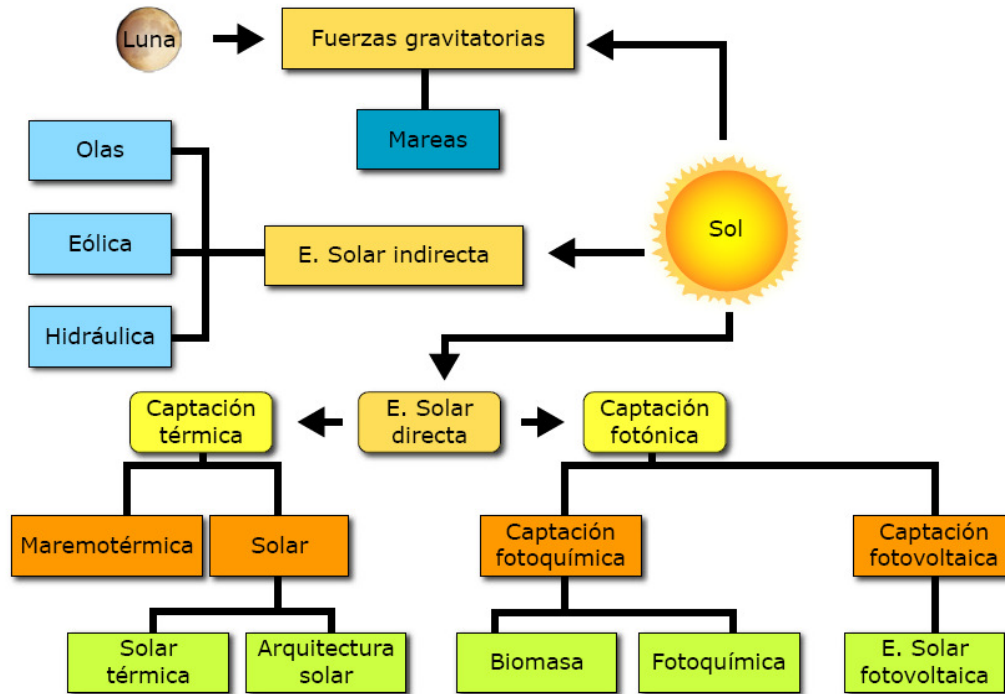 Luna
Fuerzas gravitatorias
Mareas
Olas
Eólica
E. Solar indirecta
Sol
Hidráulica
Captación
térmica
E. Solar
directa
Captación
fotónica
Maremotérmica
Solar
Captación
fotoquímica
Captación
fotovoltaica
Solar
térmica
Arquitectura
solar
Biomasa
Fotoquímica
E. Solar
fotovoltaica